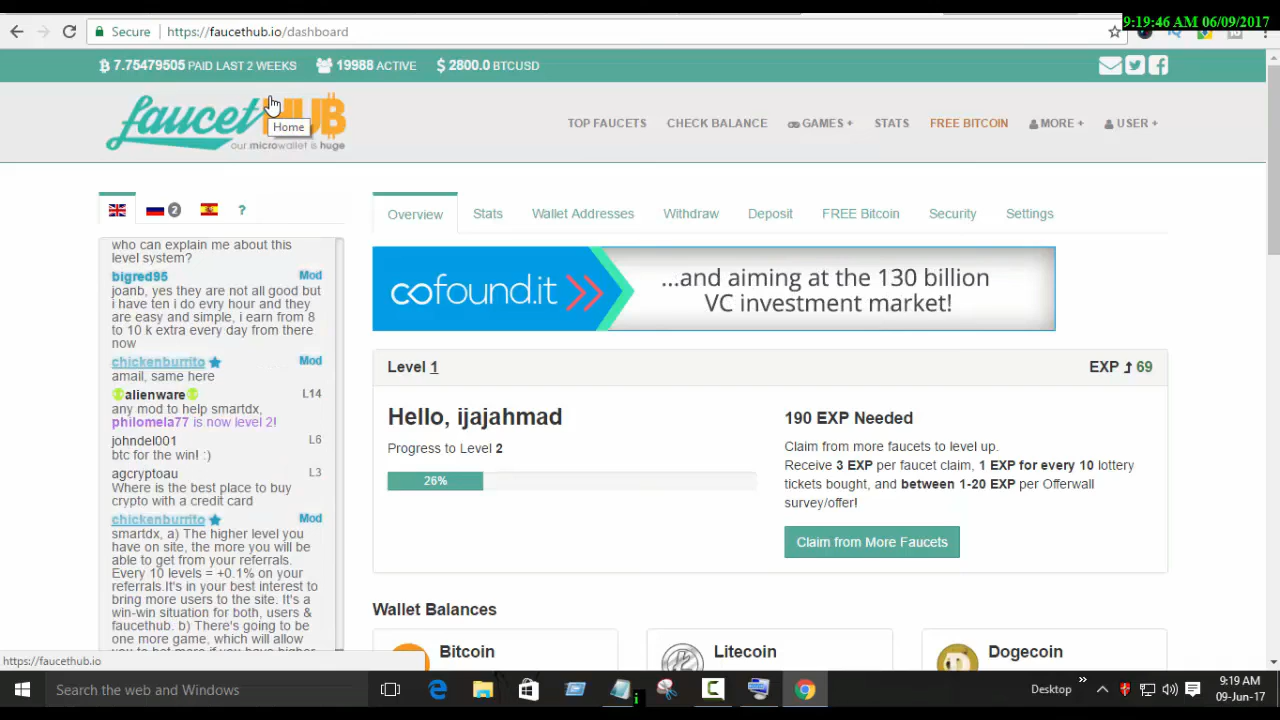 9:19:46 AM 06/09/2017
Secure https://faucethub.io/dashboard
7.75479505 PAID LAST 2 WEEKS 19988 ACTIVE $ 2800.0 BTCUSD
faucetHUB
our microwallet is huge
Home
TOP FAUCETS CHECK BALANCE GAMES + STATS FREE BITCOIN MORE + USER +
2 ?
Overview Stats Wallet Addresses Withdraw Deposit FREE Bitcoin Security Settings
who can explain me about this
level system?
bigred95 Mod
joanb, yes they are not all good but
i have ten i do evry hour and they
are easy and simple, i earn from 8
to 10 k extra every day from there
now
chickenburrito Mod
amail, same here
alienware L14
any mod to help smartdx,
philomela77 is now level 2!
johndel001 L6
btc for the win! :)
agcryptoau L3
Where is the best place to buy
crypto with a credit card
chickenburrito Mod
smartdx, a) The higher level you
have on site, the more you will be
able to get from your referrals.
Every 10 levels = +0.1% on your
referrals.It's in your best interest to
bring more users to the site. It's a
win-win situation for both, users &
faucethub. b) There's going to be
one more game, which will allow
you to bet more if you have higher
cofound.it
...and aiming at the 130 billion
VC investment market!
Level 1 EXP 69
Hello, ijajahmad
Progress to Level 2
26%
190 EXP Needed
Claim from more faucets to level up.
Receive 3 EXP per faucet claim, 1 EXP for every 10 lottery
tickets bought, and between 1-20 EXP per Offerwall
survey/offer!
Claim from More Faucets
Wallet Balances
Bitcoin Litecoin Dogecoin
https://faucethub.io
Search the web and Windows
Desktop
9:19 AM
09-Jun-17